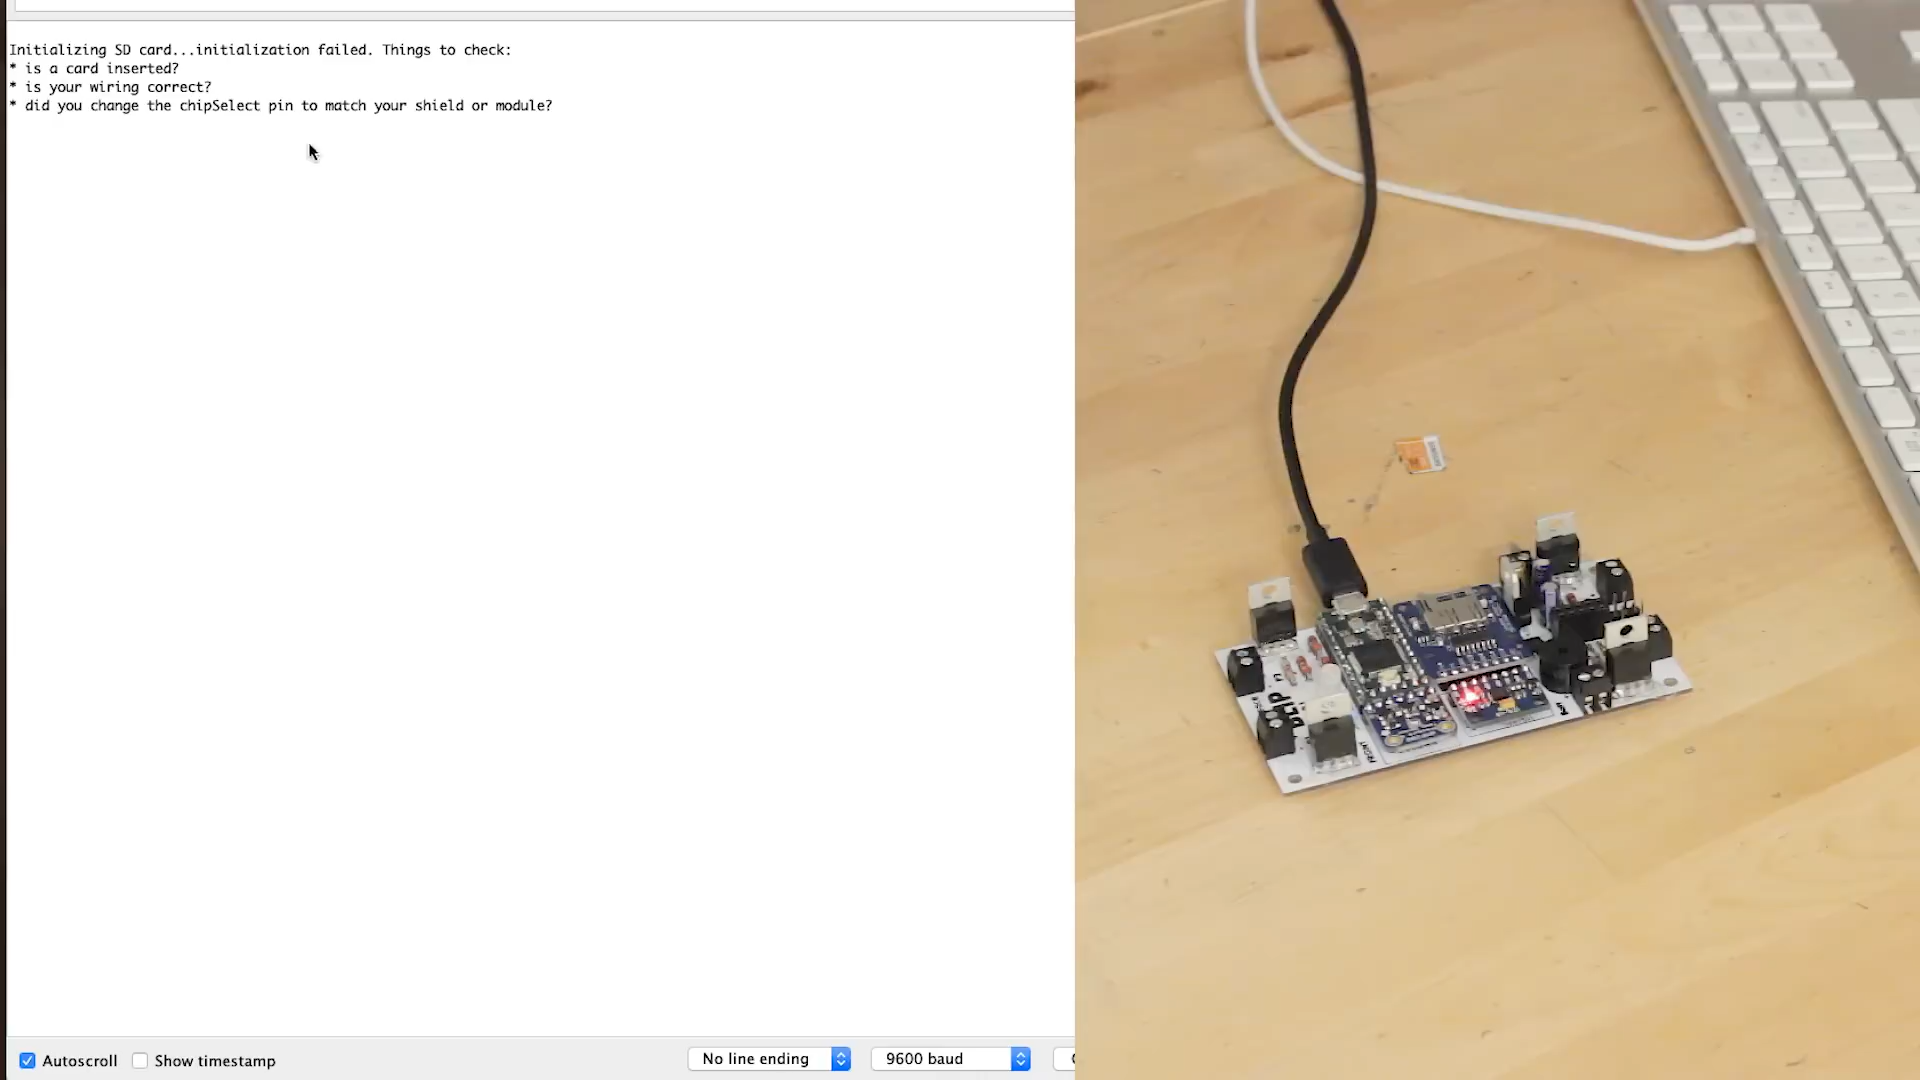 Initializing SD card...initialization failed. Things to check:
* is a card inserted?
* is your wiring correct?
* did you change the chipSelect pin to match your shield or module?
Autoscroll
Show timestamp
No line ending
9600 baud